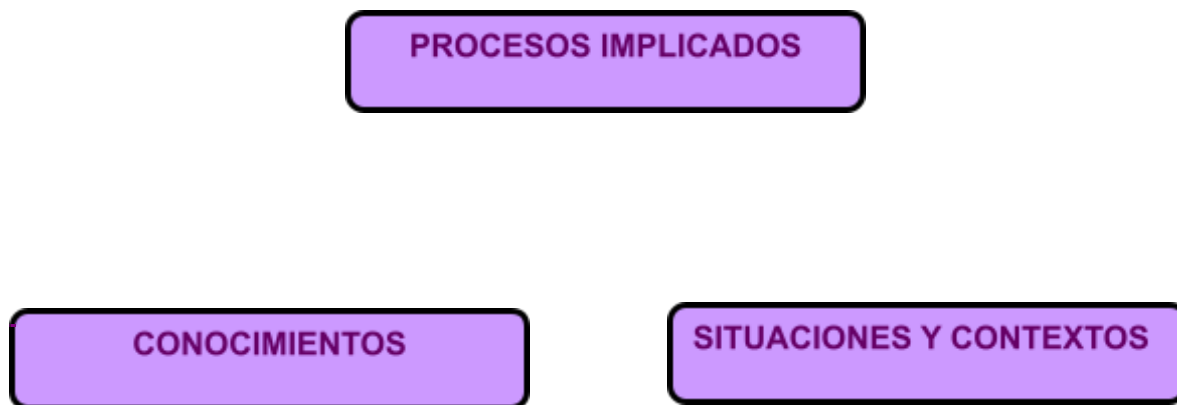 PROCESOS IMPLICADOS
CONOCIMIENTOS
SITUACIONES Y CONTEXTOS